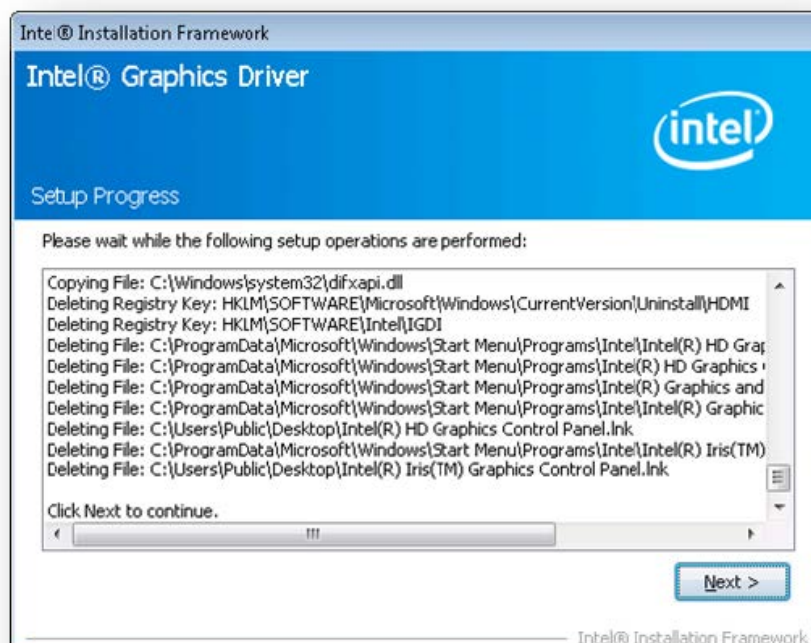 Intel® Installation Framework
Intel® Graphics Driver
intel
Setup Progress
Please wait while the following setup operations are performed:
Copying File: C:\Windows\system32\difxapi.dll
Deleting Registry Key: HKLM\SOFTWARE\Microsoft\Windows\CurrentVersion\Uninstall\HDMI
Deleting Registry Key: HKLM\SOFTWARE\Intel\IGDI
Deleting File: C:\ProgramData\Microsoft\Windows\Start Menu\Programs\Intel\Intel(R) HD Grap
Deleting File: C:\ProgramData\Microsoft\Windows\Start Menu\Programs\Intel(R) HD Graphics
Deleting File: C:\ProgramData\Microsoft\Windows\Start Menu\Programs\Intel(R) Graphics and
Deleting File: C:\ProgramData\Microsoft\Windows\Start Menu\Programs\Intel\Intel(R) Graphic
Deleting File: C:\Users\Public\Desktop\Intel(R) HD Graphics Control Panel.lnk
Deleting File: C:\ProgramData\Microsoft\Windows\Start Menu\Programs\Intel\Intel(R) Iris(TM)
Deleting File: C:\Users\Public\Desktop\Intel(R) Iris(TM) Graphics Control Panel.lnk
Click Next to continue.
Next >
Intel® Installation Framework